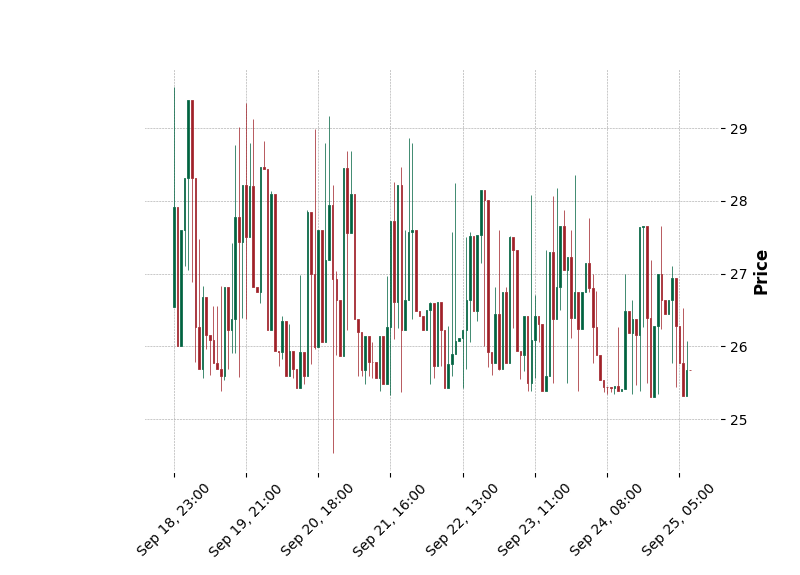 29
28
27
26
25
Price
Sep 18, 23:00
Sep 19, 21:00
Sep 20, 18:00
Sep 21, 16:00
Sep 22, 13:00
Sep 23, 11:00
Sep 24, 08:00
Sep 25, 05:00